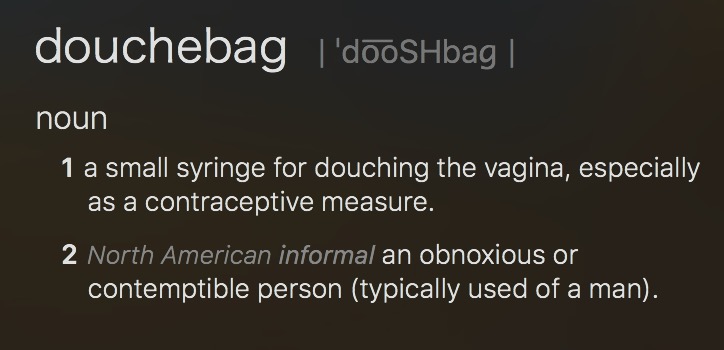 douchebag | ˈdo͞oSHbag |
noun
1 a small syringe for douching the vagina, especially
as a contraceptive measure.
2 North American informal an obnoxious or
contemptible person (typically used of a man).